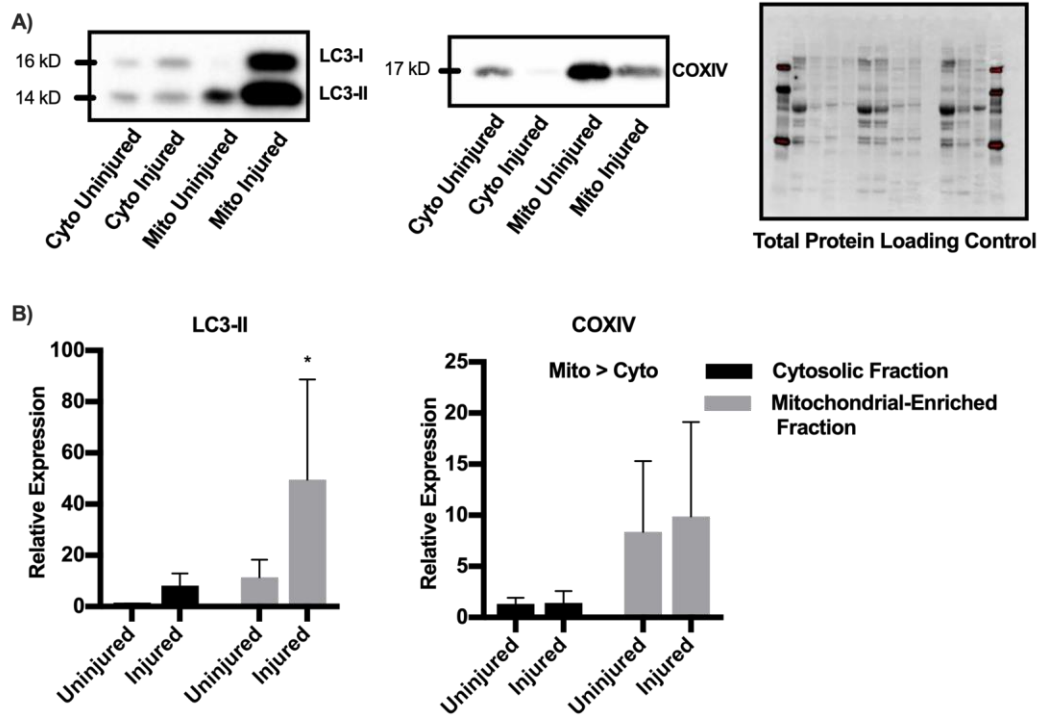 A)
16 kD
14 kD
LC3-I
LC3-II
Cyto Uninjured
Cyto Injured
Mito Uninjured
Mito Injured
17 kD
COXIV
Cyto Uninjured
Cyto Injured
Mito Uninjured
Mito Injured
Total Protein Loading Control
B)
LC3-II
Relative Expression
100
80
60
40
20
0
*
Uninjured
Injured
Uninjured
Injured
COXIV
Mito > Cyto
Relative Expression
25
20
15
10
5
0
Uninjured
Injured
Uninjured
Injured
Cytosolic Fraction
Mitochondrial-Enriched
Fraction